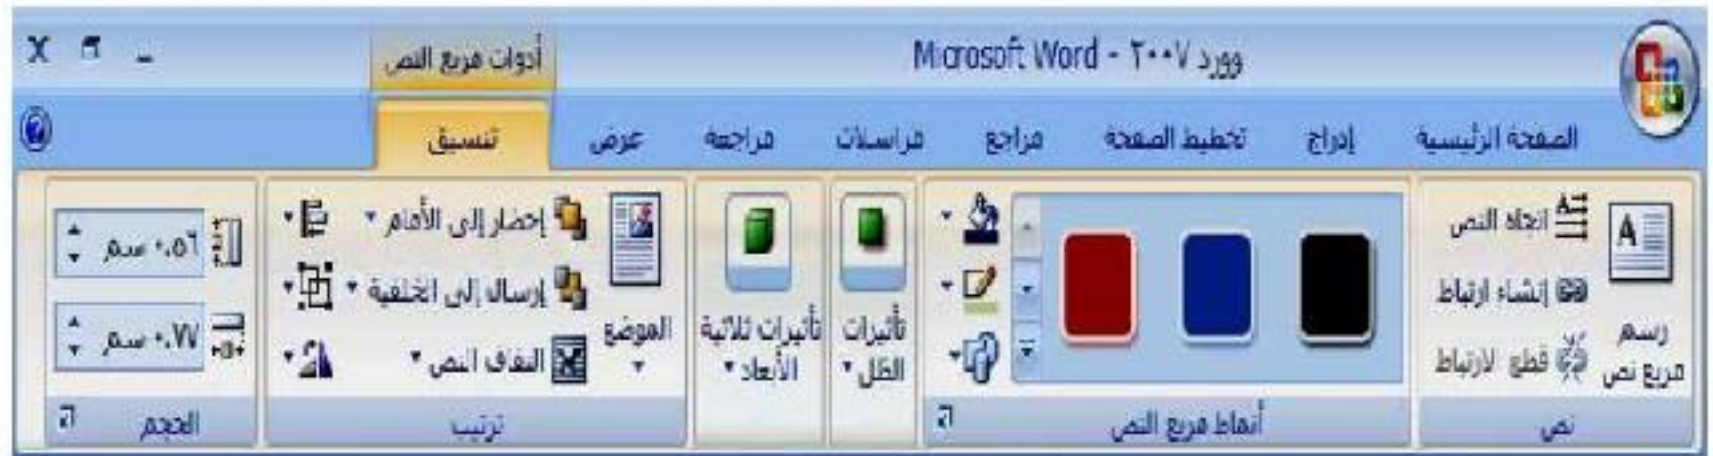 وورد ٢٠٠٧ - Microsoft Word
أدوات مربع النص
الصفحة الرئيسية
إدراج
تخطيط الصفحة
مراجع
مراسلات
مراجعة
عرض
تنسيق
رسم
مربع نص
اتجاه النص
إنشاء ارتباط
قطع الارتباط
نص
أنماط مربع النص
تأثيرات
الظل
تأثيرات ثلاثية
الأبعاد
الموضع
إحضار إلى الأمام
إرسال إلى الخلفية
التفاف النص
ترتيب
٠.٥٦ سم
٠.٧٧ سم
الحجم